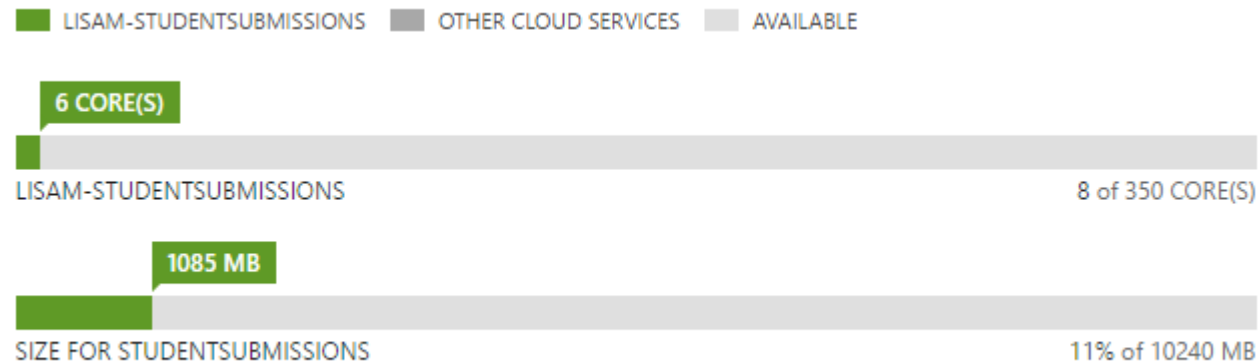 LISAM-STUDENTSUBMISSIONS OTHER CLOUD SERVICES AVAILABLE
6 CORE(S)
LISAM-STUDENTSUBMISSIONS 8 of 350 CORE(S)
1085 MB
SIZE FOR STUDENTSUBMISSIONS 11% of 10240 MB